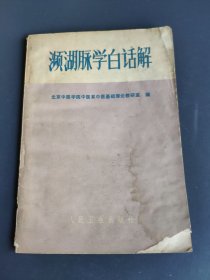 濒湖脉学白话解
北京中医学院中医系中医基础理论教研室 编
人民卫生出版社